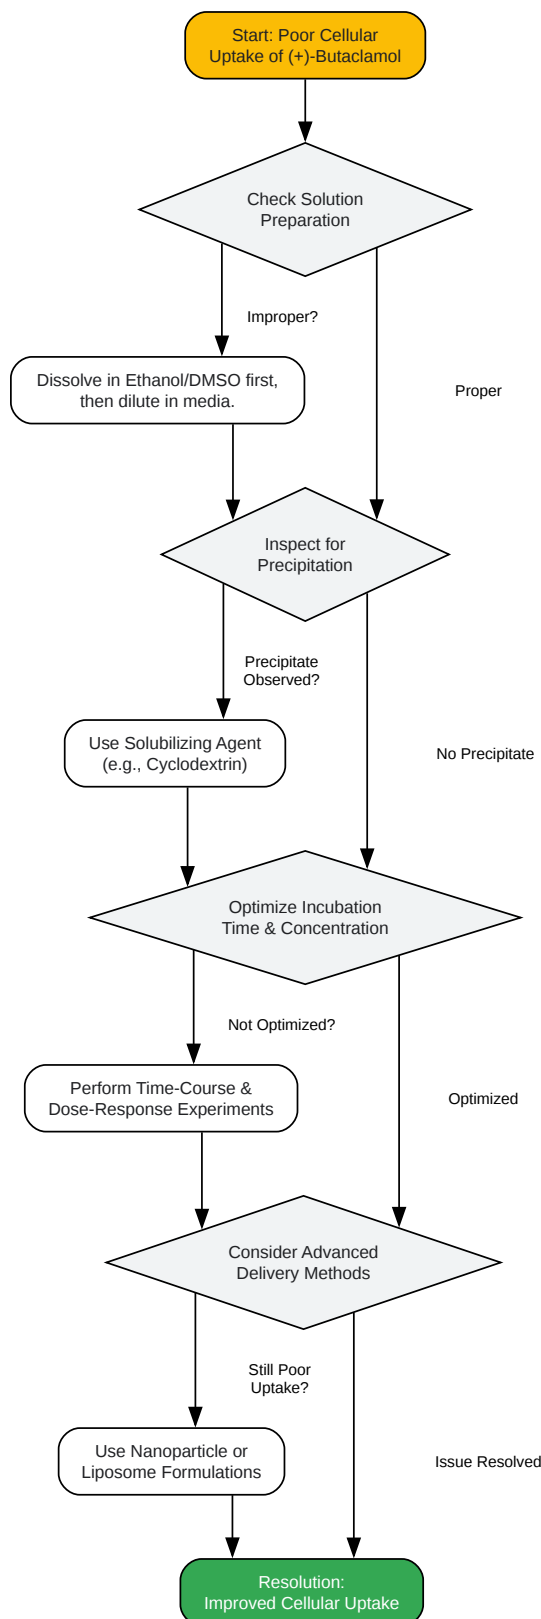 Start: Poor Cellular
Uptake of (+)-Butaclamol
Check Solution
Preparation
Improper?
Dissolve in Ethanol/DMSO first,
then dilute in media.
Proper
Inspect for
Precipitation
Precipitate
Observed?
Use Solubilizing Agent
(e.g., Cyclodextrin)
No Precipitate
Optimize Incubation
Time & Concentration
Not Optimized?
Perform Time-Course &
Dose-Response Experiments
Optimized
Consider Advanced
Delivery Methods
Still Poor
Uptake?
Use Nanoparticle or
Liposome Formulations
Issue Resolved
Resolution:
Improved Cellular Uptake